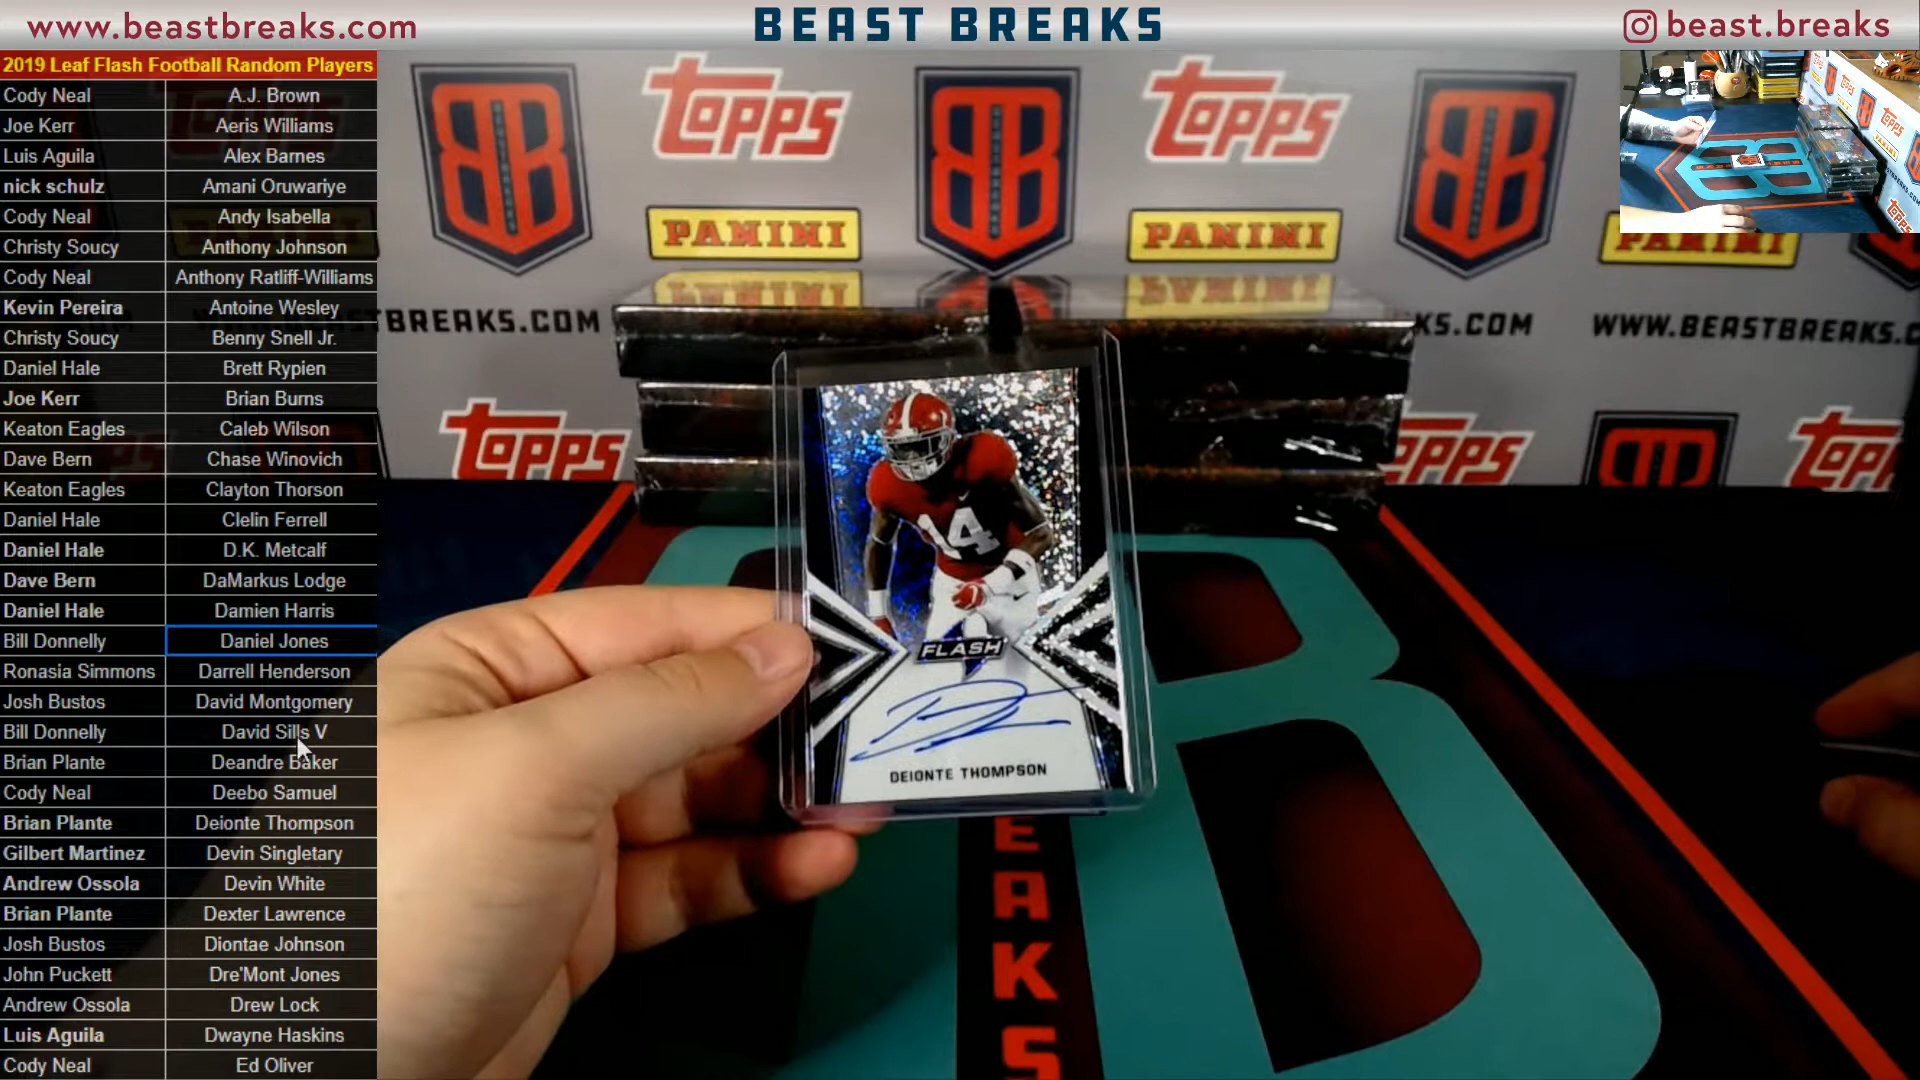 www.beastbreaks.com
BEAST BREAKS
beast.breaks
2019 Leaf Flash Football Random Players
Cody Neal A.J. Brown
Joe Kerr Aeris Williams
Luis Aguila Alex Barnes
nick schulz Amani Oruwariye
Cody Neal Andy Isabella
Christy Soucy Anthony Johnson
Cody Neal Anthony Ratliff-Williams
Kevin Pereira Antoine Wesley
Christy Soucy Benny Snell Jr.
Daniel Hale Brett Rypien
Joe Kerr Brian Burns
Keaton Eagles Caleb Wilson
Dave Bern Chase Winovich
Keaton Eagles Clayton Thorson
Daniel Hale Clelin Ferrell
Daniel Hale D.K. Metcalf
Dave Bern DaMarkus Lodge
Daniel Hale Damien Harris
Bill Donnelly Daniel Jones
Ronasia Simmons Darrell Henderson
Josh Bustos David Montgomery
Bill Donnelly David Sills V
Brian Plante Deandre Baker
Cody Neal Deebo Samuel
Brian Plante Deionte Thompson
Gilbert Martinez Devin Singletary
Andrew Ossola Devin White
Brian Plante Dexter Lawrence
Josh Bustos Diontae Johnson
John Puckett Dre'Mont Jones
Andrew Ossola Drew Lock
Luis Aguila Dwayne Haskins
Cody Neal Ed Oliver
TOPPS
TOPPS
BB
BB
BB
PANINI
PANINI
PANINI
BREAKS.COM
KS.COM
WWW.BEASTBREAKS.C
TOPPS
TOPPS
TOPPS
14
FLASH
DEIONTE THOMPSON
EAKS